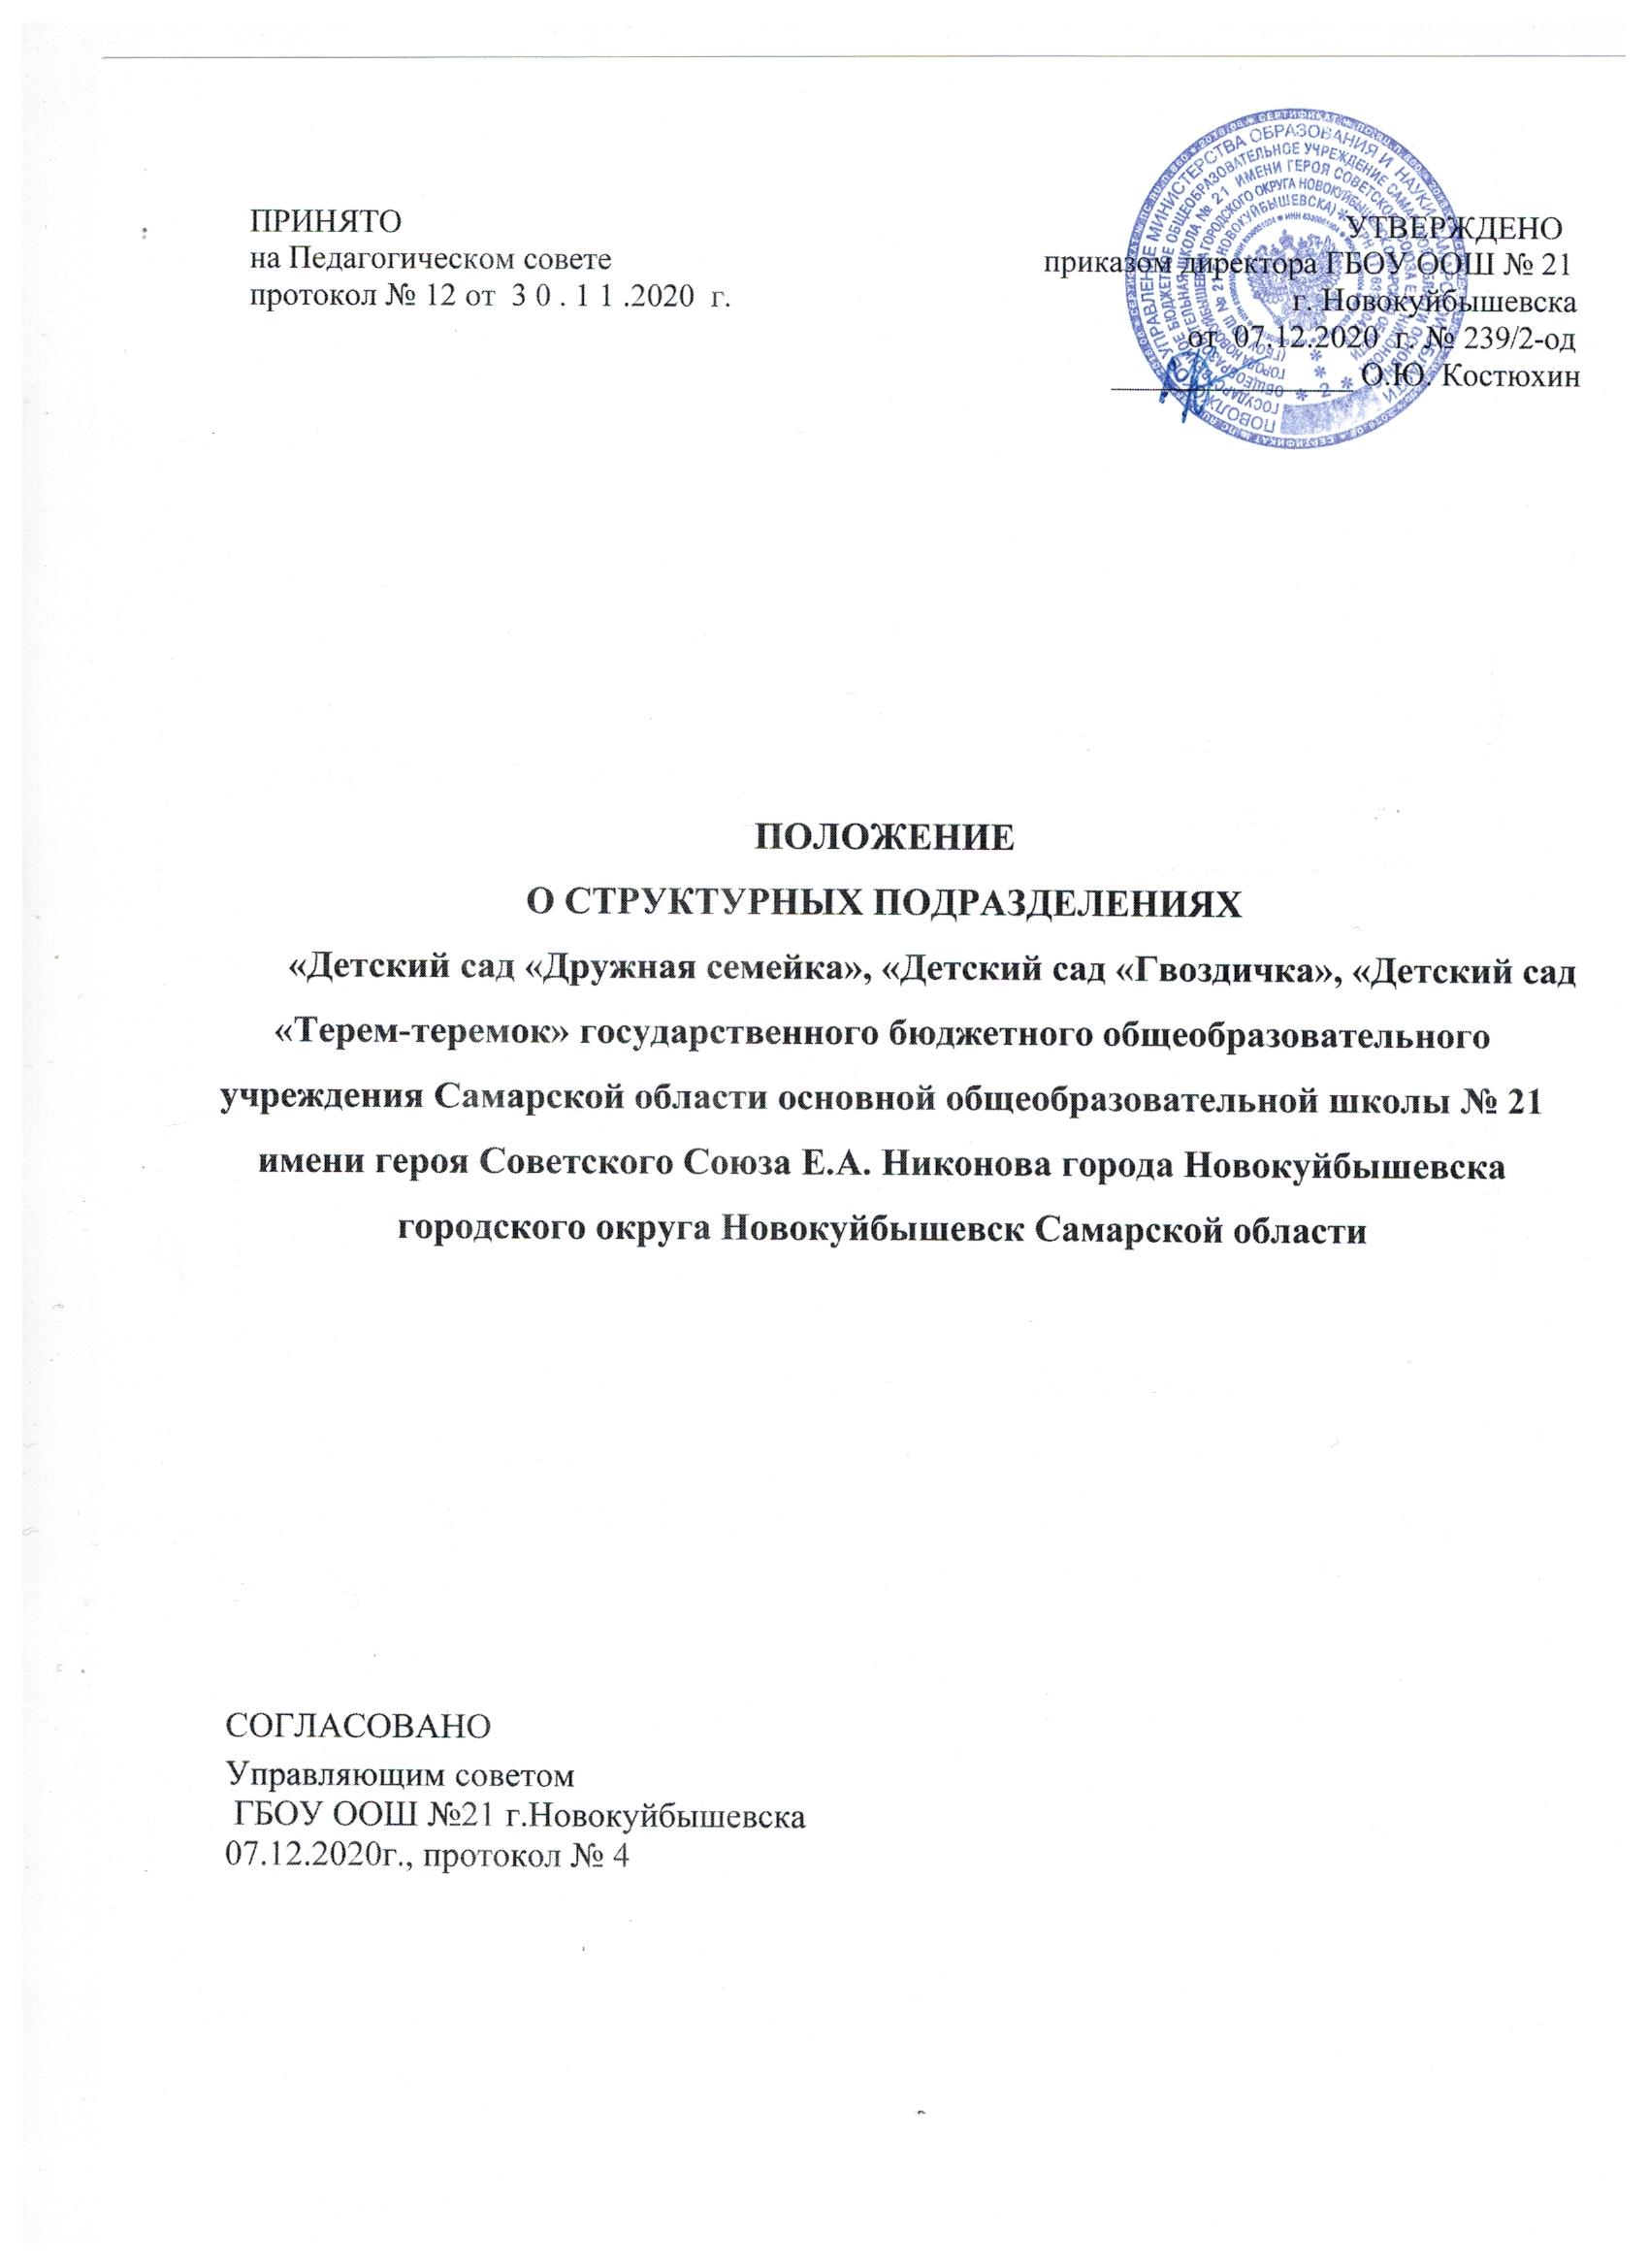 ПРИНЯТО
на Педагогическом совете
протокол № 12 от 30.11.2020 г.
УТВЕРЖДЕНО
приказом директора ГБОУ ООШ № 21
г. Новокуйбышевска
от 07.12.2020 г. № 239/2-од
О.Ю. Костюхин
ПОЛОЖЕНИЕ
О СТРУКТУРНЫХ ПОДРАЗДЕЛЕНИЯХ
«Детский сад «Дружная семейка», «Детский сад «Гвоздичка», «Детский сад
«Терем-теремок» государственного бюджетного общеобразовательного
учреждения Самарской области основной общеобразовательной школы № 21
имени героя Советского Союза Е.А. Никонова города Новокуйбышевска
городского округа Новокуйбышевск Самарской области
СОГЛАСОВАНО
Управляющим советом
ГБОУ ООШ №21 г.Новокуйбышевска
07.12.2020г., протокол № 4